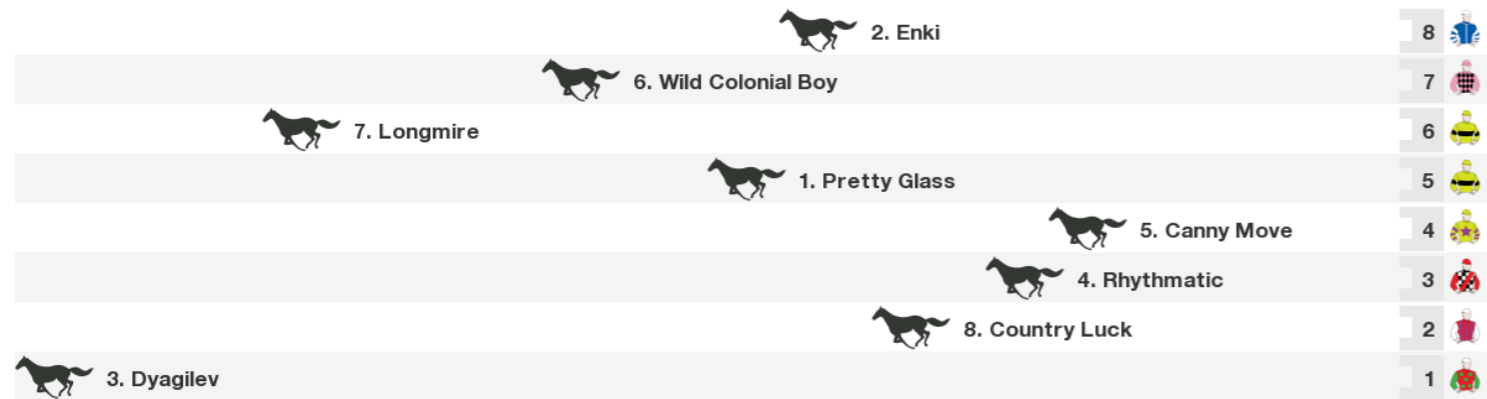 2. Enki 8
6. Wild Colonial Boy 7
7. Longmire 6
1. Pretty Glass 5
5. Canny Move 4
4. Rhythmatic 3
8. Country Luck 2
3. Dyagilev 1